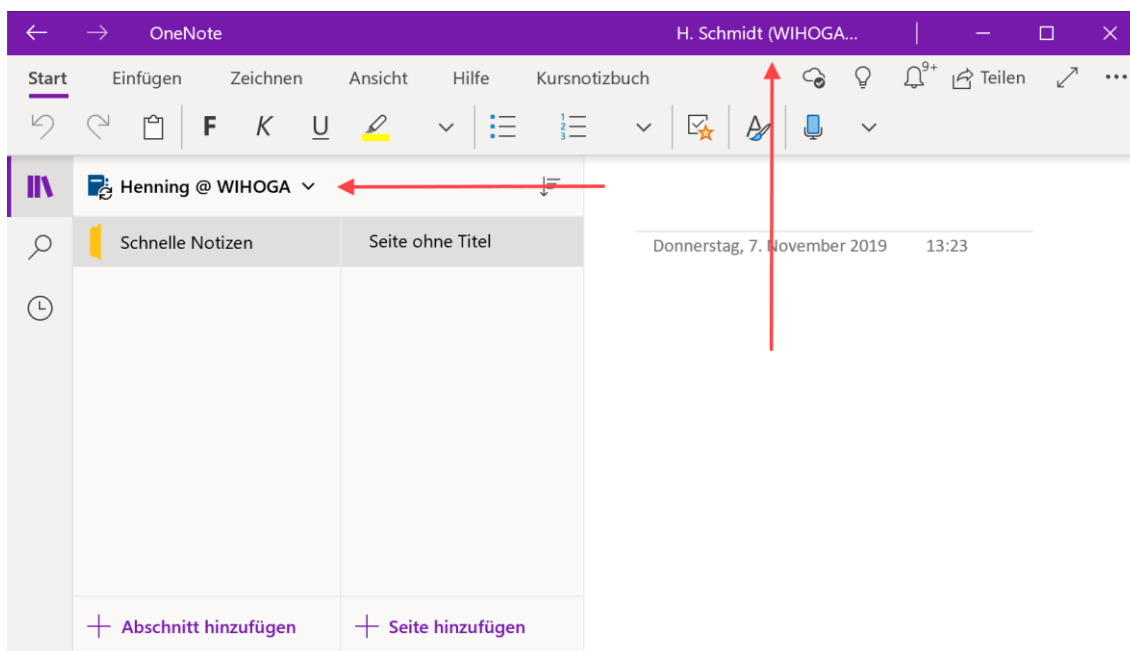 OneNote H. Schmidt (WIHOGA...
Start Einfügen Zeichnen Ansicht Hilfe Kursnotizbuch 9+ Teilen
F K U
Henning @ WIHOGA
Schnelle Notizen Seite ohne Titel
Donnerstag, 7. November 2019 13:23
Abschnitt hinzufügen Seite hinzufügen